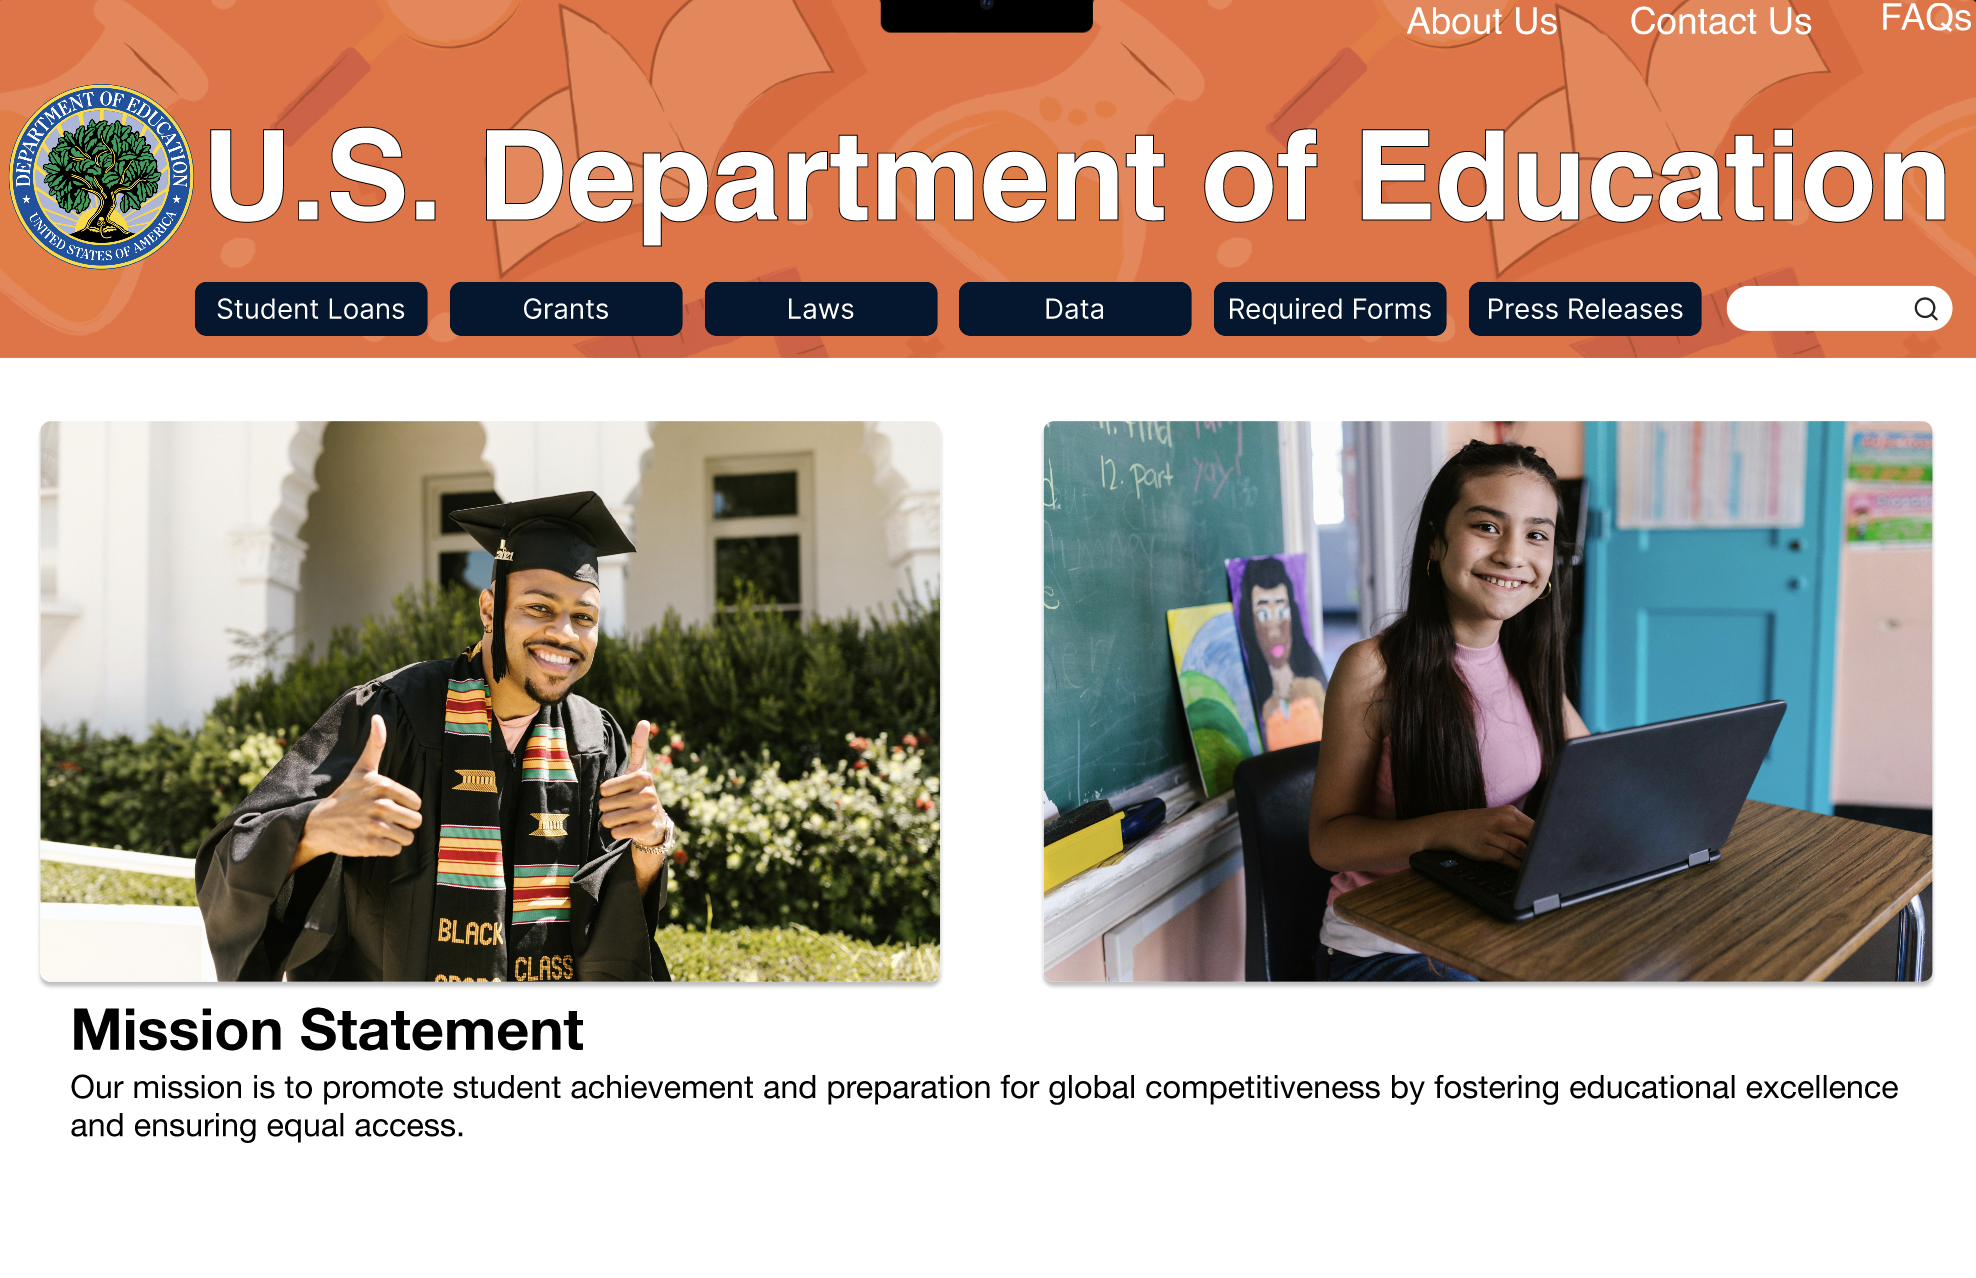 About Us
Contact Us
FAQs
DEPARTMENT OF EDUCATION
UNITED STATES OF AMERICA
U.S. Department of Education
Student Loans
Grants
Laws
Data
Required Forms
Press Releases
2021
BLACK
CLASS
12. part yay!
Mission Statement
Our mission is to promote student achievement and preparation for global competitiveness by fostering educational excellence
and ensuring equal access.